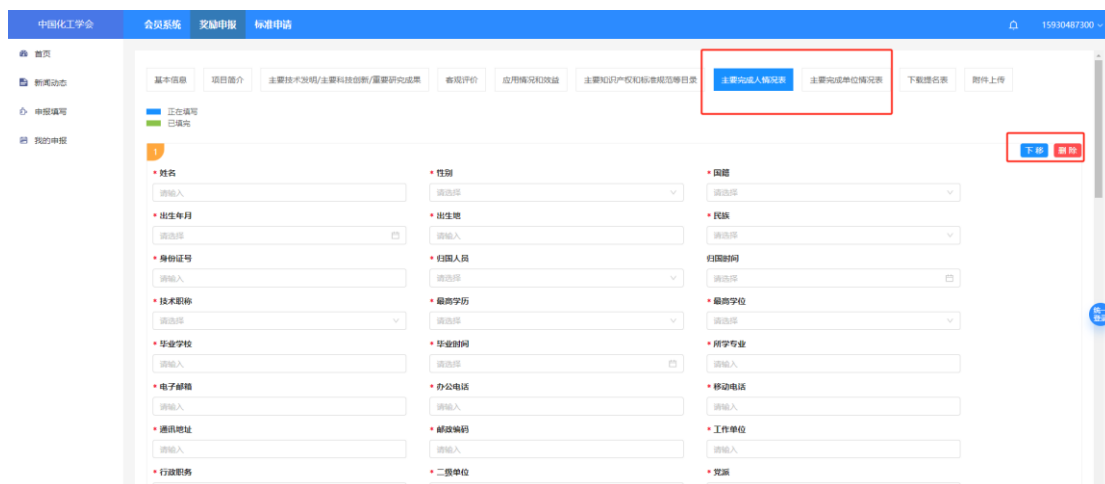 中国化工学会 会员系统 奖励申报 标准申请 15930487300
首页
新闻动态
申报填写
我的申报
基本信息 项目简介 主要技术发明/主要科技创新/重要研究成果 客观评价 应用情况和效益 主要知识产权和标准规范等目录 主要完成人情况表 主要完成单位情况表 下载提名表 附件上传
正在填写
已填完
1 下移 删除
* 姓名 * 性别 * 国籍
请输入 请选择 请选择
* 出生年月 * 出生地 * 民族
请选择 请输入 请选择
* 身份证号 * 归国人员 归国时间
请输入 请选择 请选择
* 技术职称 * 最高学历 * 最高学位
请选择 请选择 请选择
* 毕业学校 * 毕业时间 * 所学专业
请输入 请选择 请输入
* 电子邮箱 * 办公电话 * 移动电话
请输入 请输入 请输入
* 通讯地址 * 邮政编码 * 工作单位
请输入 请输入 请输入
* 行政职务 * 二级单位 * 党派
统一
登录